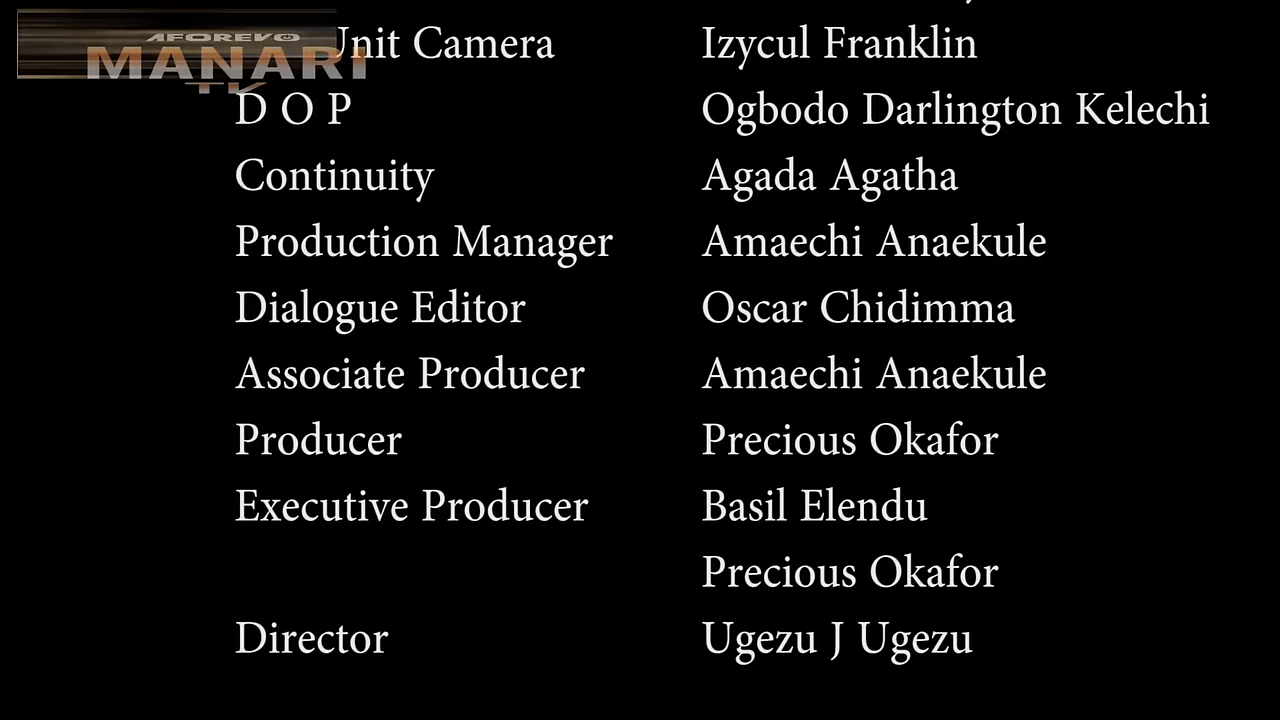 AFOREVO
MANARI
TV
Unit Camera Izycul Franklin
D O P Ogbodo Darlington Kelechi
Continuity Agada Agatha
Production Manager Amaechi Anaekule
Dialogue Editor Oscar Chidimma
Associate Producer Amaechi Anaekule
Producer Precious Okafor
Executive Producer Basil Elendu
Precious Okafor
Director Ugezu J Ugezu